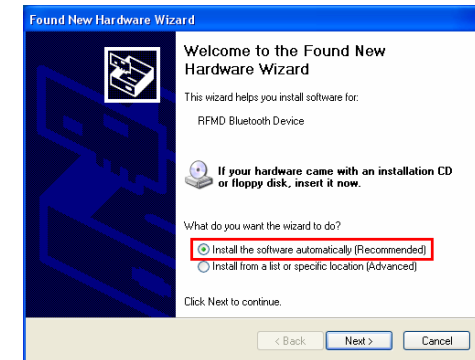 Found New Hardware Wizard
Welcome to the Found New
Hardware Wizard
This wizard helps you install software for:
RFMD Bluetooth Device
If your hardware came with an installation CD
or floppy disk, insert it now.
What do you want the wizard to do?
Install the software automatically (Recommended)
Install from a list or specific location (Advanced)
Click Next to continue.
< Back
Next >
Cancel